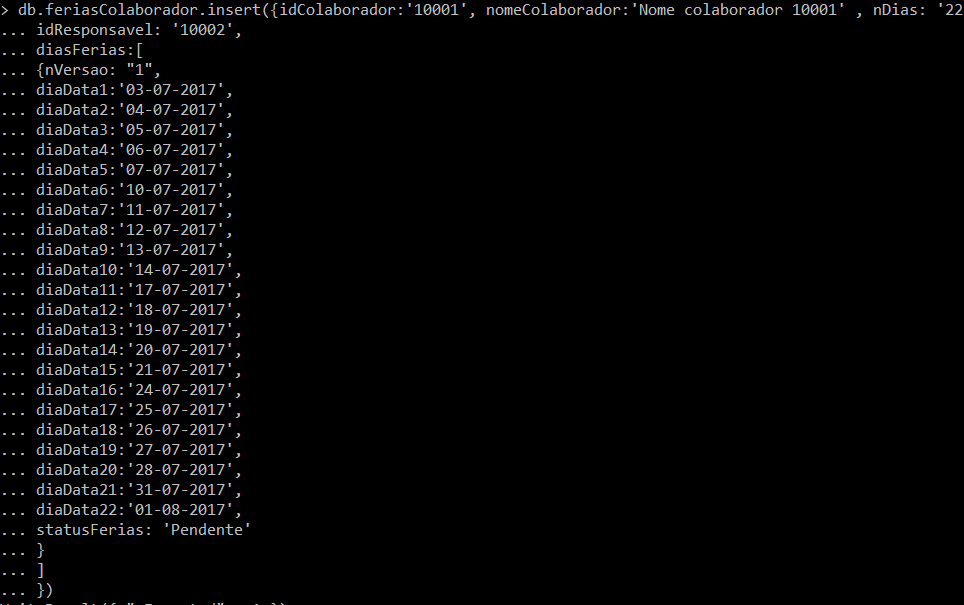 > db.feriasColaborador.insert({idColaborador:'10001', nomeColaborador:'Nome colaborador 10001' , nDias: '22
... idResponsavel: '10002',
... diasFerias:[
... {nVersao: "1",
... diaData1:'03-07-2017',
... diaData2:'04-07-2017',
... diaData3:'05-07-2017',
... diaData4:'06-07-2017',
... diaData5:'07-07-2017',
... diaData6:'10-07-2017',
... diaData7:'11-07-2017',
... diaData8:'12-07-2017',
... diaData9:'13-07-2017',
... diaData10:'14-07-2017',
... diaData11:'17-07-2017',
... diaData12:'18-07-2017',
... diaData13:'19-07-2017',
... diaData14:'20-07-2017',
... diaData15:'21-07-2017',
... diaData16:'24-07-2017',
... diaData17:'25-07-2017',
... diaData18:'26-07-2017',
... diaData19:'27-07-2017',
... diaData20:'28-07-2017',
... diaData21:'31-07-2017',
... diaData22:'01-08-2017',
... statusFerias: 'Pendente'
... }
... ]
... })